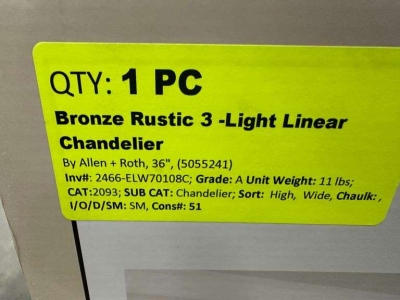 QTY: 1 PC
Bronze Rustic 3 -Light Linear
Chandelier
By Allen + Roth, 36", (5055241)
Inv#: 2466-ELW70108C; Grade: A Unit Weight: 11 lbs;
CAT:2093; SUB CAT: Chandelier; Sort: High, Wide, Chaulk: ,
I/O/D/SM: SM, Cons#: 51